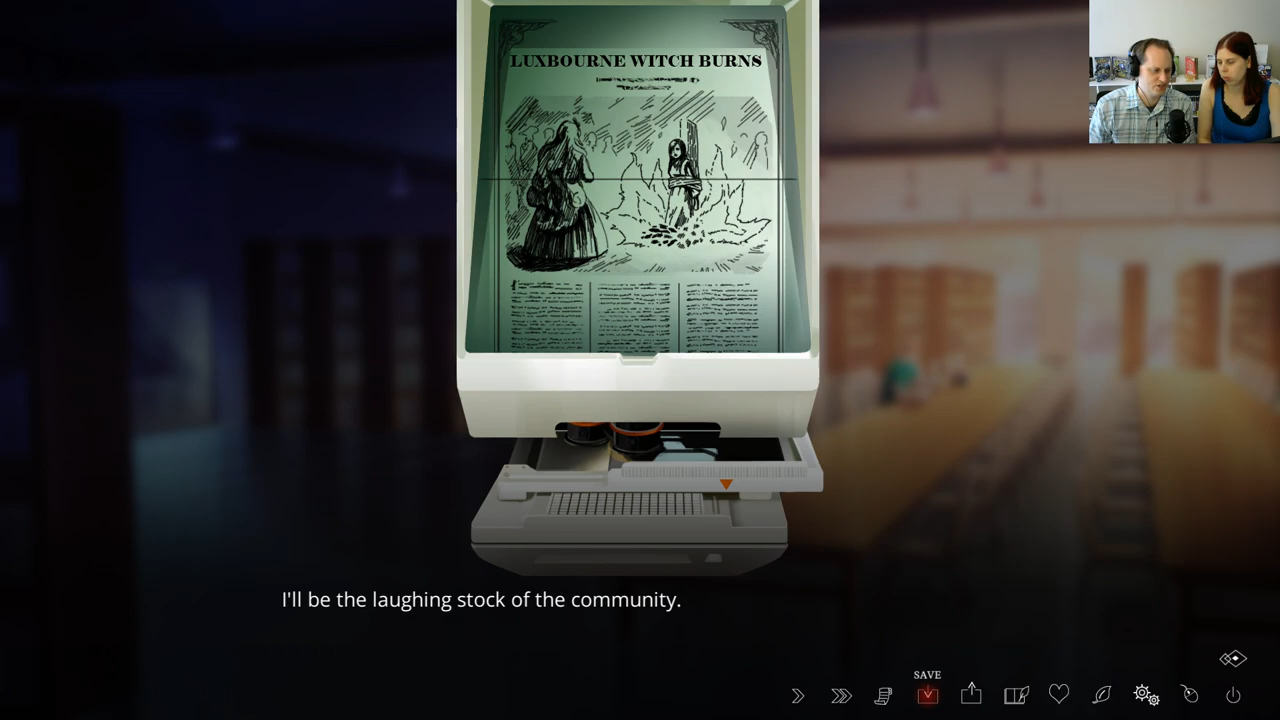 LUXBOURNE WITCH BURNS
I'll be the laughing stock of the community.
SAVE